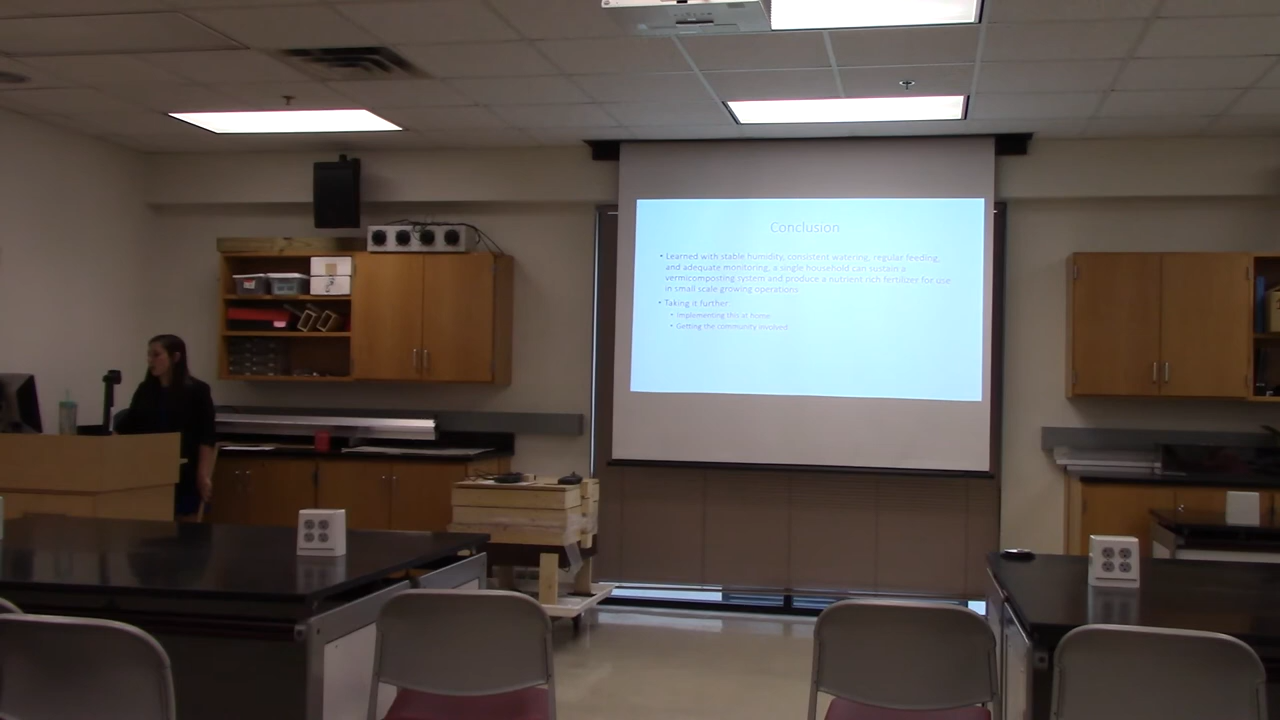 Conclusion
• Learned with stable humidity, consistent watering, regular feeding,
and adequate monitoring, a single household can sustain a
vermicomposting system and produce a nutrient rich fertilizer for use
in small scale growing operations
• Taking it further
• Implementing this at home
• Getting the community involved